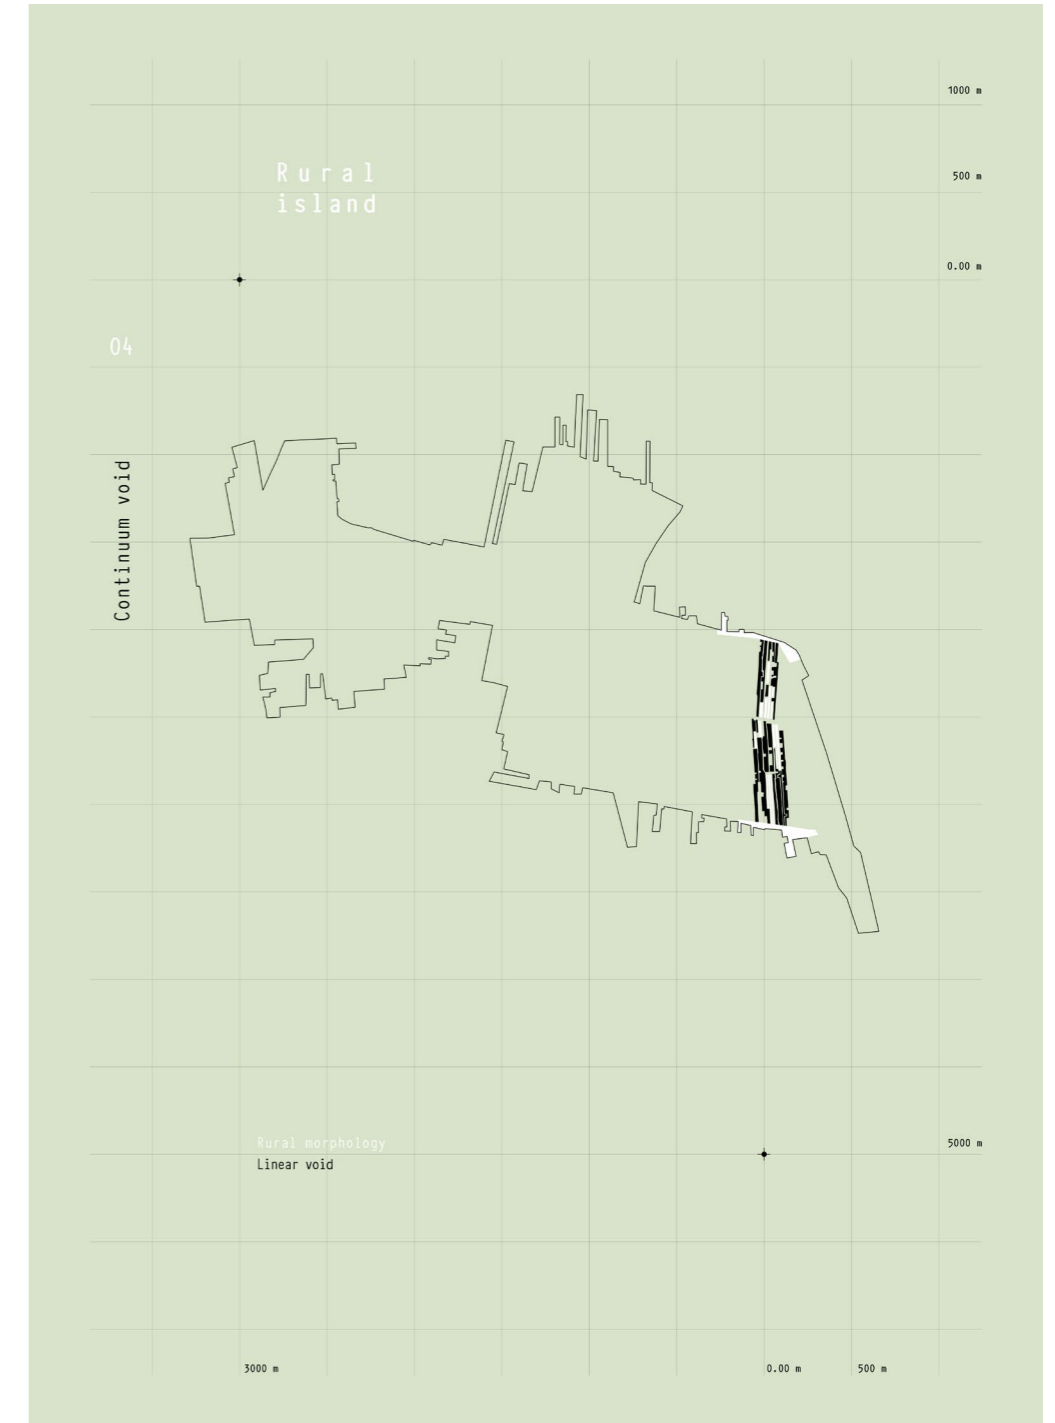 1000 m
Rural
500 m
island
0.00 m
04
Continuum void
Rural morphology
5000 m
Linear void
3000 m
0.00 m
500 m